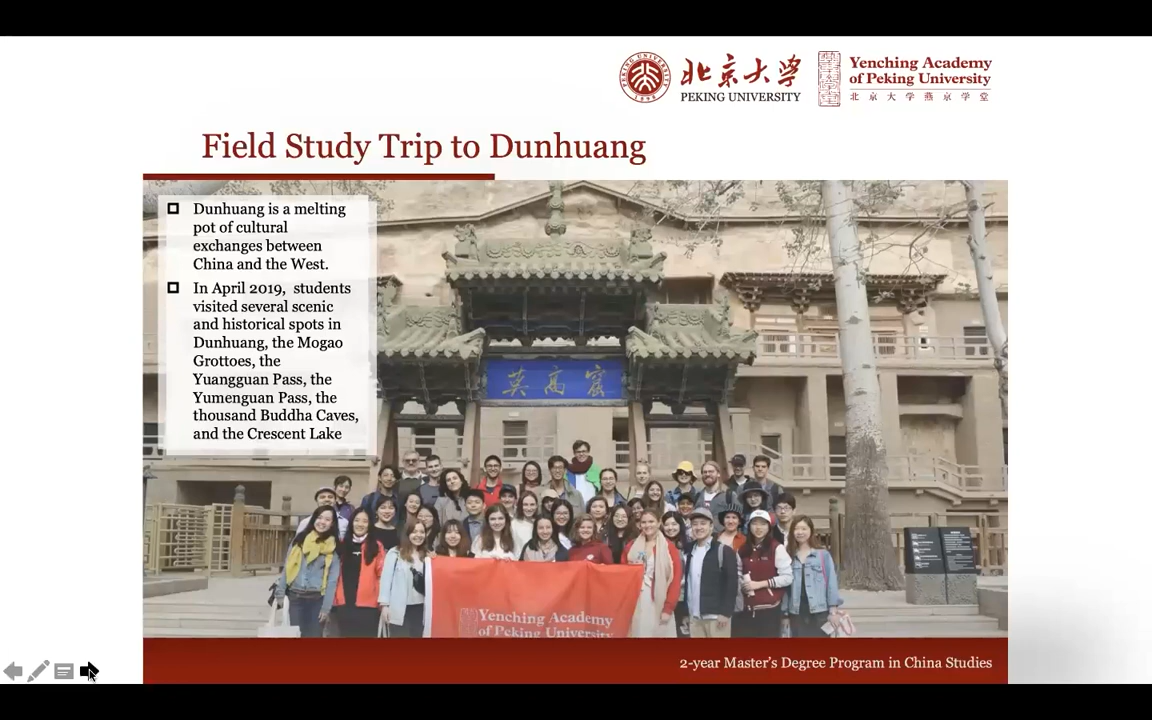 北京大学
PEKING UNIVERSITY
PEKING UNIVERSITY
1898
Yenching Academy
of Peking University
北京大学燕京学堂
Field Study Trip to Dunhuang
Dunhuang is a melting
pot of cultural
exchanges between
China and the West.
In April 2019, students
visited several scenic
and historical spots in
Dunhuang, the Mogao
Grottoes, the
Yuangguan Pass, the
Yumenguan Pass, the
thousand Buddha Caves,
and the Crescent Lake
莫高窟
Yenching Academy
of Peking University
2-year Master's Degree Program in China Studies